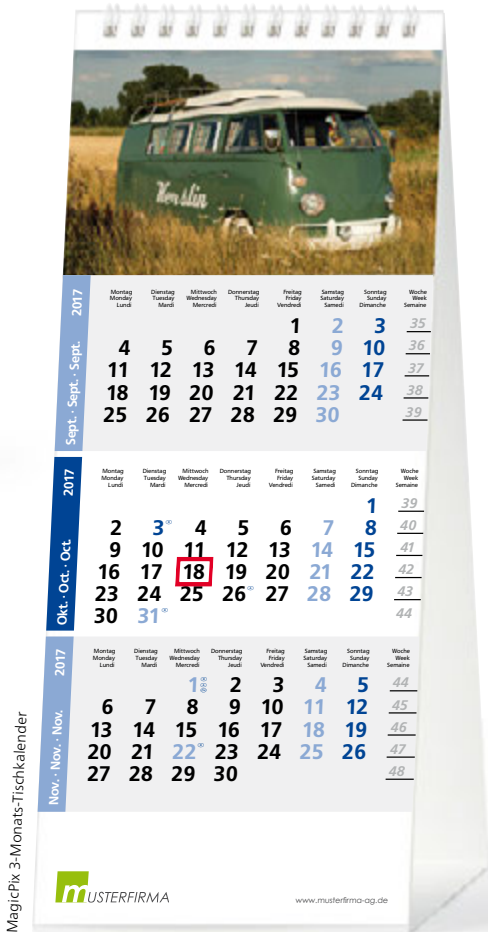 Kerstin
2017
Sept. · Sept. · Sept.
Montag Dienstag Mittwoch Donnerstag Freitag Samstag Sonntag Woche
Monday Tuesday Wednesday Thursday Friday Saturday Sunday Week
Lundi Mardi Mercredi Jeudi Vendredi Samedi Dimanche Semaine
1 2 3 35
4 5 6 7 8 9 10 36
11 12 13 14 15 16 17 37
18 19 20 21 22 23 24 38
25 26 27 28 29 30 39
2017
Okt. · Oct. · Oct.
Montag Dienstag Mittwoch Donnerstag Freitag Samstag Sonntag Woche
Monday Tuesday Wednesday Thursday Friday Saturday Sunday Week
Lundi Mardi Mercredi Jeudi Vendredi Samedi Dimanche Semaine
1 39
2 3 4 5 6 7 8 40
9 10 11 12 13 14 15 41
16 17 18 19 20 21 22 42
23 24 25 26 27 28 29 43
30 31 44
2017
Nov. · Nov. · Nov.
Montag Dienstag Mittwoch Donnerstag Freitag Samstag Sonntag Woche
Monday Tuesday Wednesday Thursday Friday Saturday Sunday Week
Lundi Mardi Mercredi Jeudi Vendredi Samedi Dimanche Semaine
1 2 3 4 5 44
6 7 8 9 10 11 12 45
13 14 15 16 17 18 19 46
20 21 22 23 24 25 26 47
27 28 29 30 48
MUSTERFIRMA
www.musterfirma-ag.de
MagicPix 3-Monats-Tischkalender